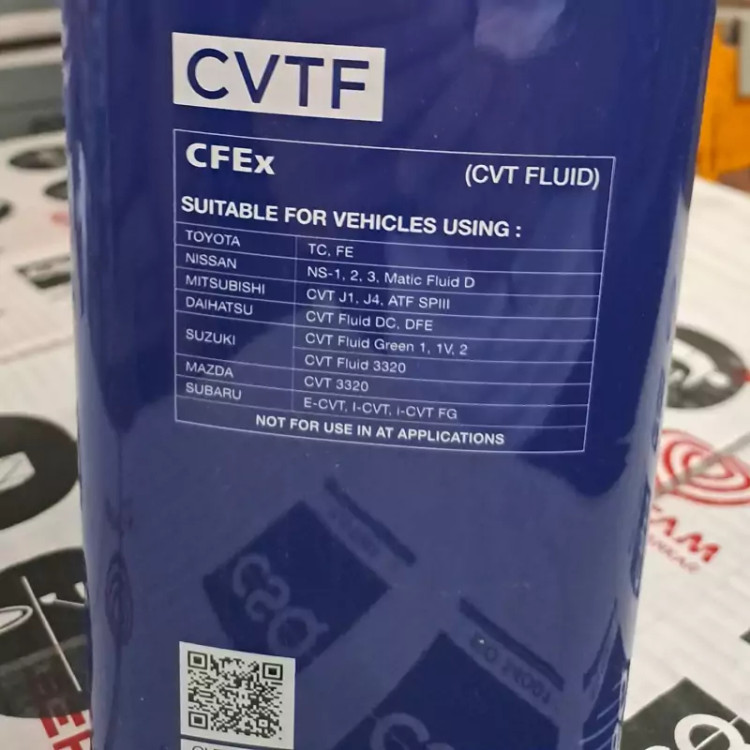 CVTF
CFEx (CVT FLUID)
SUITABLE FOR VEHICLES USING :
TOYOTA TC, FE
NISSAN NS-1, 2, 3, Matic Fluid D
MITSUBISHI CVT J1, J4, ATF SPIII
DAIHATSU CVT Fluid DC, DFE
SUZUKI CVT Fluid Green 1, 1V, 2
CVT Fluid 3320
MAZDA CVT 3320
SUBARU E-CVT, I-CVT, i-CVT FG
NOT FOR USE IN AT APPLICATIONS